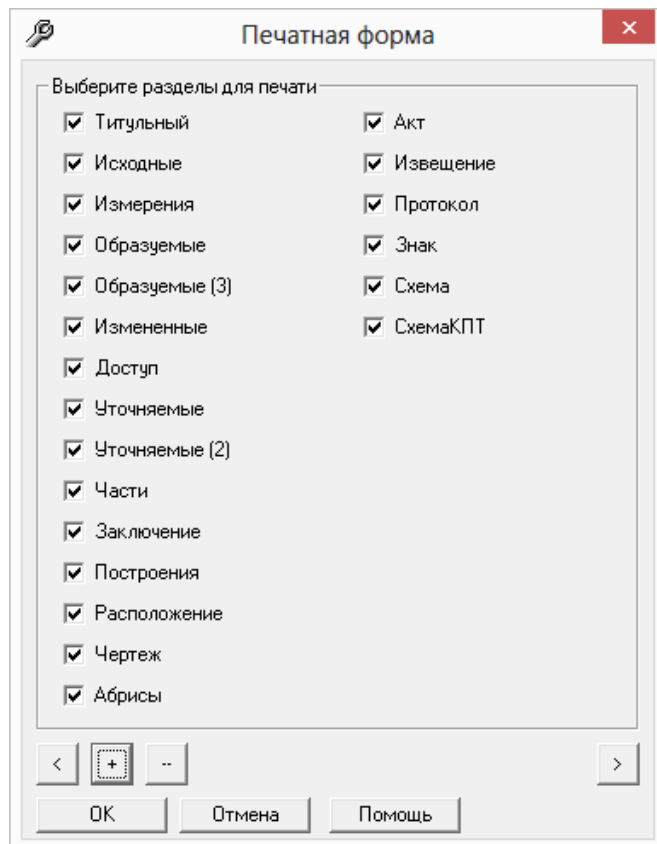 Печатная форма
Выберите разделы для печати
Титульный
Исходные
Измерения
Образуемые
Образуемые (3)
Измененные
Доступ
Уточняемые
Уточняемые (2)
Части
Заключение
Построения
Расположение
Чертеж
Абрисы
Акт
Извещение
Протокол
Знак
Схема
СхемаКПТ
< + -- >
OK Отмена Помощь